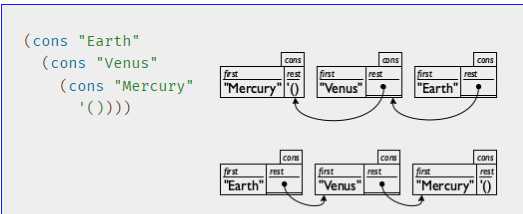 (cons "Earth"
(cons "Venus"
(cons "Mercury"
'())))
cons cons cons
first rest first rest first rest
"Mercury" '() "Venus" "Earth"
cons cons cons
first rest first rest first rest
"Earth" "Venus" "Mercury" '()